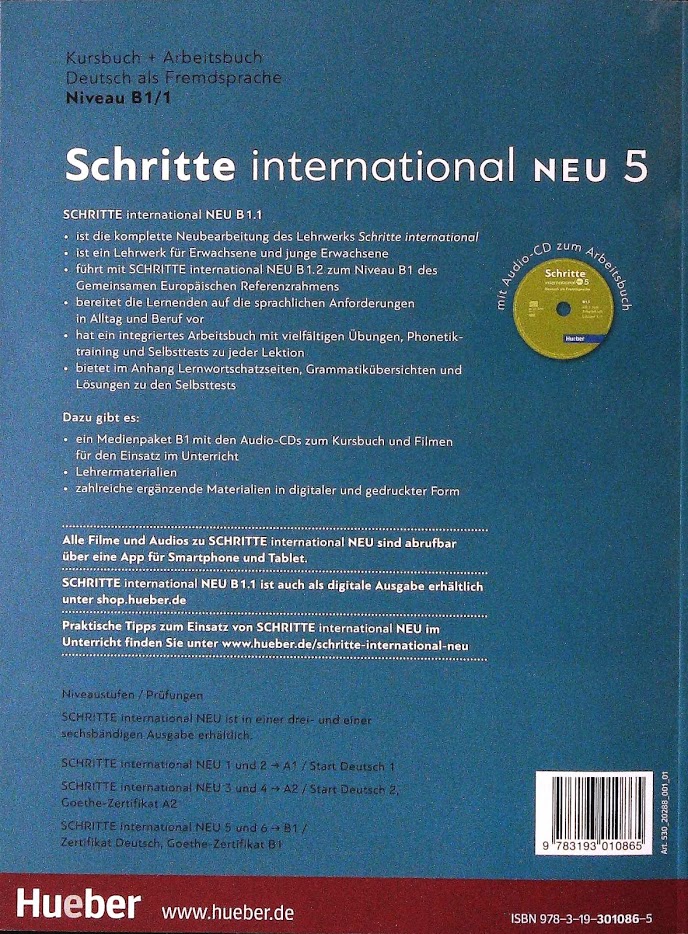 Kursbuch + Arbeitsbuch
Deutsch als Fremdsprache
Niveau B1/1
Schritte international NEU 5
SCHRITTE international NEU B1.1
• ist die komplette Neubearbeitung des Lehrwerks Schritte international
• ist ein Lehrwerk für Erwachsene und junge Erwachsene
• führt mit SCHRITTE international NEU B1.2 zum Niveau B1 des
Gemeinsamen Europäischen Referenzrahmens
• bereitet die Lernenden auf die sprachlichen Anforderungen
in Alltag und Beruf vor
• hat ein integriertes Arbeitsbuch mit vielfältigen Übungen, Phonetik-
training und Selbsttests zu jeder Lektion
• bietet im Anhang Lernwortschatzseiten, Grammatikübersichten und
Lösungen zu den Selbsttests
mit Audio-CD zum Arbeitsbuch
Schritte
international 5
Hueber
Dazu gibt es:
• ein Medienpaket B1 mit den Audio-CDs zum Kursbuch und Filmen
für den Einsatz im Unterricht
• Lehrermaterialien
• zahlreiche ergänzende Materialien in digitaler und gedruckter Form
Alle Filme und Audios zu SCHRITTE international NEU sind abrufbar
über eine App für Smartphone und Tablet.
SCHRITTE international NEU B1.1 ist auch als digitale Ausgabe erhältlich
unter shop.hueber.de
Praktische Tipps zum Einsatz von SCHRITTE international NEU im
Unterricht finden Sie unter www.hueber.de/schritte-international-neu
Niveaustufen / Prüfungen
SCHRITTE international NEU ist in einer drei- und einer
sechsbändigen Ausgabe erhältlich.
SCHRITTE international NEU 1 und 2 → A1 / Start Deutsch 1
SCHRITTE international NEU 3 und 4 → A2 / Start Deutsch 2,
Goethe-Zertifikat A2
SCHRITTE international NEU 5 und 6 → B1 /
Zertifikat Deutsch, Goethe-Zertifikat B1
9 783193 010865
Art. 530_20288_001_01
Hueber www.hueber.de
ISBN 978-3-19-301086-5